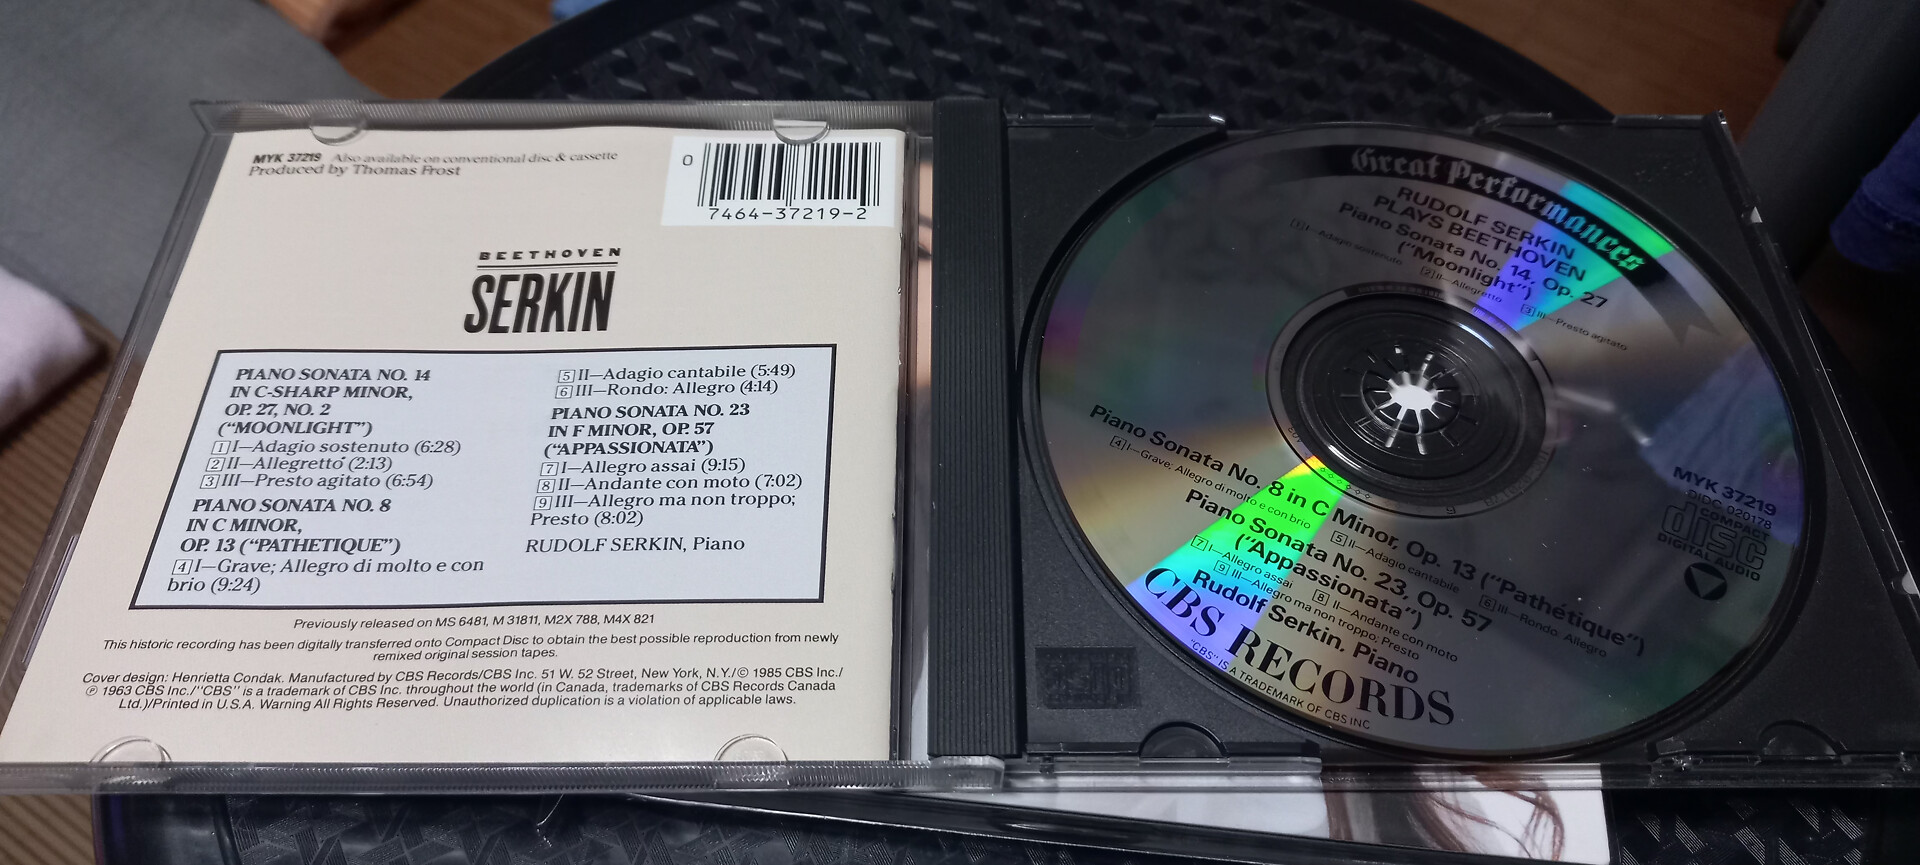 MYK 37219 Also available on conventional disc & cassette
Produced by Thomas Frost
0
7464-37219-2
BEETHOVEN
SERKIN
PIANO SONATA NO. 14
IN C-SHARP MINOR,
OP. 27, NO. 2
("MOONLIGHT")
1 I—Adagio sostenuto (6:28)
2 II—Allegretto (2:13)
3 III—Presto agitato (6:54)
PIANO SONATA NO. 8
IN C MINOR,
OP. 13 ("PATHETIQUE")
4 I—Grave; Allegro di molto e con
brio (9:24)
5 II—Adagio cantabile (5:49)
6 III—Rondo: Allegro (4:14)
PIANO SONATA NO. 23
IN F MINOR, OP. 57
("APPASSIONATA")
7 I—Allegro assai (9:15)
8 II—Andante con moto (7:02)
9 III—Allegro ma non troppo;
Presto (8:02)
RUDOLF SERKIN, Piano
Previously released on MS 6481, M 31811, M2X 788, M4X 821
This historic recording has been digitally transferred onto Compact Disc to obtain the best possible reproduction from newly
remixed original session tapes.
Cover design: Henrietta Condak. Manufactured by CBS Records/CBS Inc. 51 W. 52 Street, New York, N.Y./© 1985 CBS Inc./
℗ 1963 CBS Inc./"CBS" is a trademark of CBS Inc. throughout the world (in Canada, trademarks of CBS Records Canada
Ltd.)/Printed in U.S.A. Warning All Rights Reserved. Unauthorized duplication is a violation of applicable laws.
Great Performances
RUDOLF SERKIN
PLAYS BEETHOVEN
Piano Sonata No. 14, Op. 27
("Moonlight")
1 I—Adagio sostenuto 2 II—Allegretto 3 III—Presto agitato
Piano Sonata No. 8 in C Minor, Op. 13 ("Pathétique")
4 I—Grave; Allegro di molto e con brio 5 II—Adagio cantabile 6 III—Rondo. Allegro
Piano Sonata No. 23, Op. 57
("Appassionata")
7 I—Allegro assai 8 II—Andante con moto
9 III—Allegro ma non troppo; Presto
Rudolf Serkin, Piano
MYK 37219
DIDC 020178
COMPACT
disc
DIGITAL AUDIO
CBS RECORDS
"CBS" IS A TRADEMARK OF CBS INC
disc